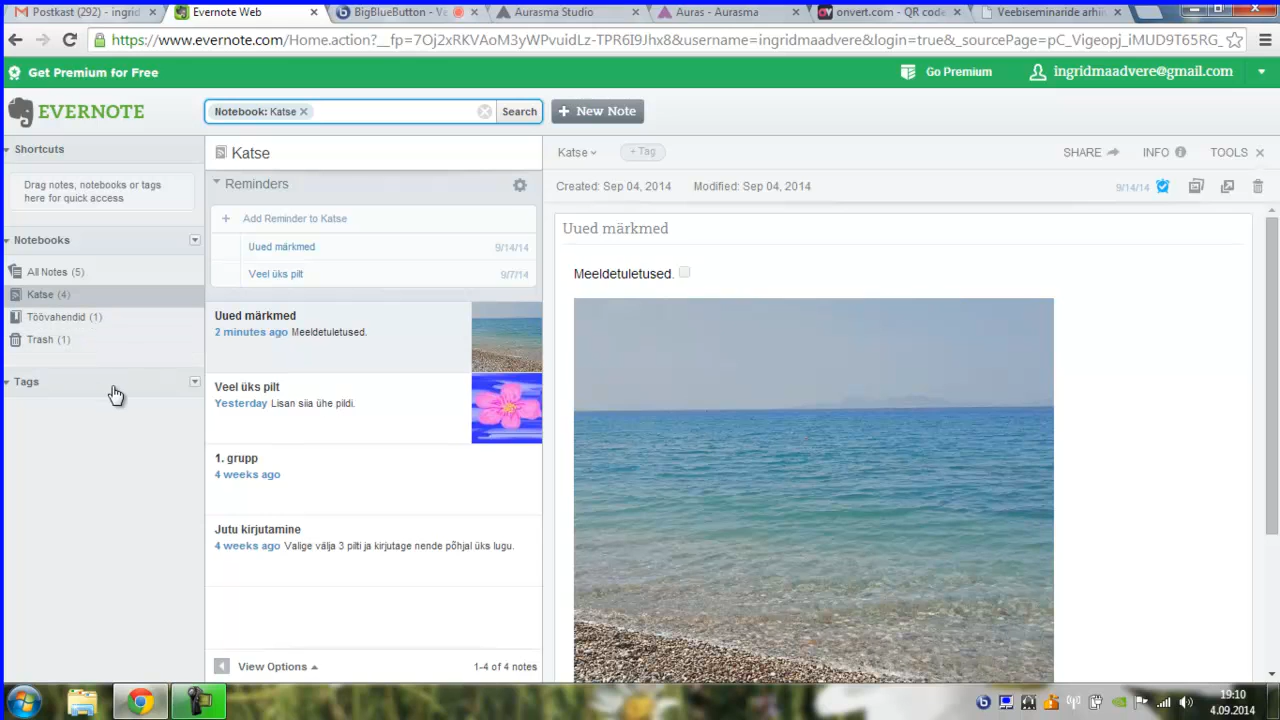 Postkast (292) - ingrid
Evernote Web
BigBlueButton - Ve
Aurasma Studio
Auras - Aurasma
onvert.com - QR code
Veebiseminaride arhi
https://www.evernote.com/Home.action?__fp=7Oj2xRKVAoM3yWPvuidLz-TPR6I9Jhx8&username=ingridmaadvere&login=true&_sourcePage=pC_Vigeopj_iMUD9T65RG_
Get Premium for Free
Go Premium
ingridmaadvere@gmail.com
EVERNOTE
Notebook: Katse
Search
+ New Note
Shortcuts
Drag notes, notebooks or tags
here for quick access
Notebooks
All Notes (5)
Katse (4)
Töövahendid (1)
Trash (1)
Tags
Katse
Reminders
+ Add Reminder to Katse
Uued märkmed 9/14/14
Veel üks pilt 9/7/14
Uued märkmed
2 minutes ago Meeldetuletused.
Veel üks pilt
Yesterday Lisan siia ühe pildi.
1. grupp
4 weeks ago
Jutu kirjutamine
4 weeks ago Valige välja 3 pilti ja kirjutage nende põhjal üks lugu.
View Options
1-4 of 4 notes
Katse
+ Tag
SHARE
INFO
TOOLS
Created: Sep 04, 2014
Modified: Sep 04, 2014
9/14/14
Uued märkmed
Meeldetuletused.
19:10
4.09.2014